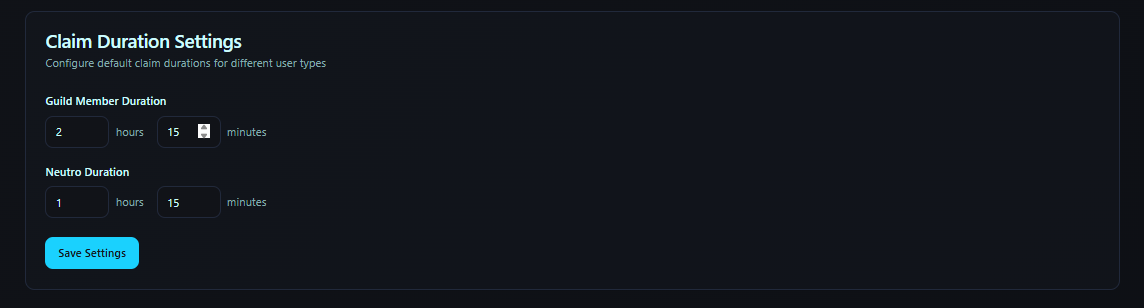 Claim Duration Settings
Configure default claim durations for different user types
Guild Member Duration
2 hours 15 minutes
Neutro Duration
1 hours 15 minutes
Save Settings